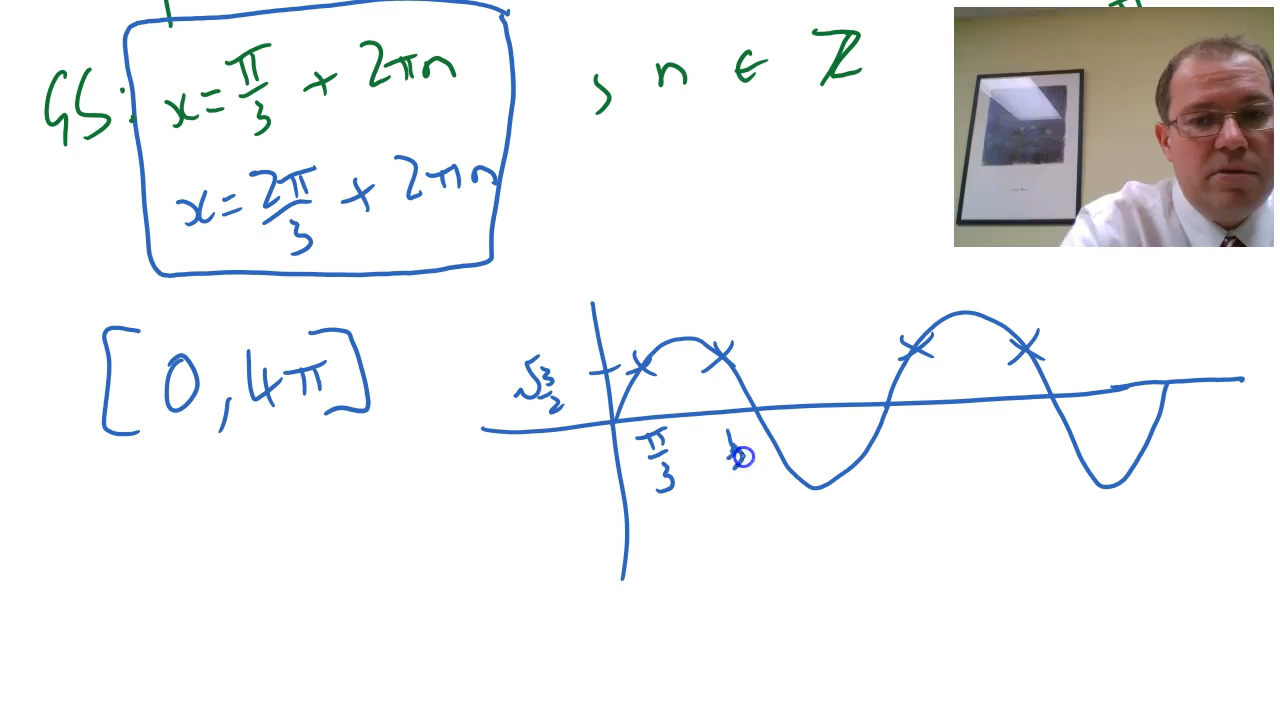 GS: x = π/3 + 2πn , n ∈ ℤ
x = 2π/3 + 2πn
[0, 4π]
√3/2
π/3